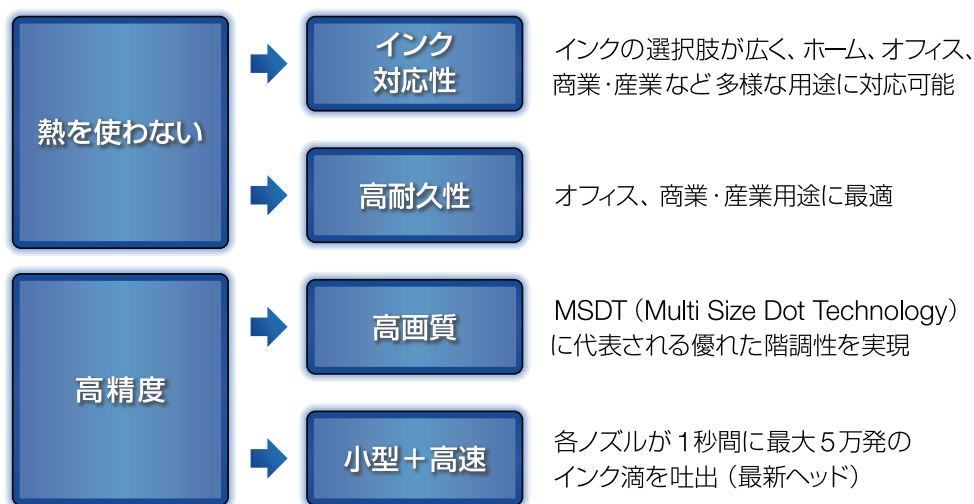 熱を使わない
インク
対応性
インクの選択肢が広く、ホーム、オフィス、
商業・産業など多様な用途に対応可能
高耐久性
オフィス、商業・産業用途に最適
高精度
高画質
MSDT（Multi Size Dot Technology）
に代表される優れた階調性を実現
小型＋高速
各ノズルが1秒間に最大5万発の
インク滴を吐出（最新ヘッド）